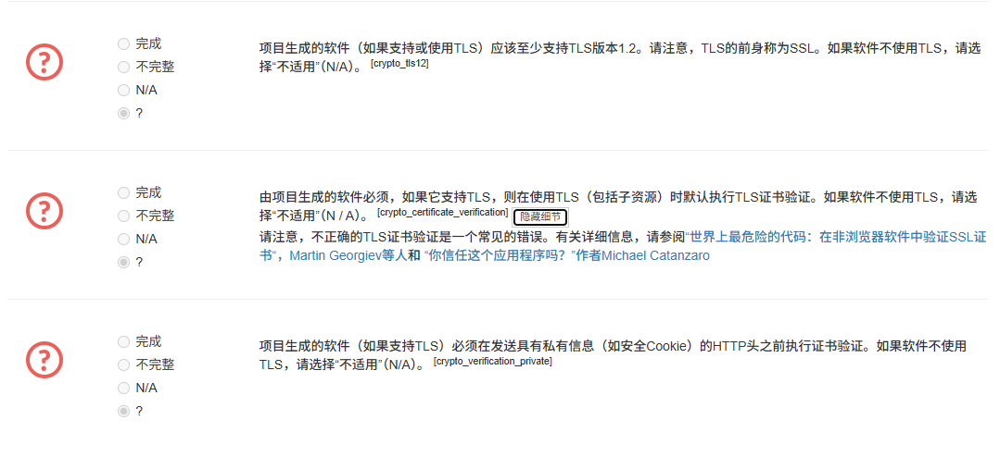 完成
不完整
N/A
?
项目生成的软件（如果支持或使用TLS）应该至少支持TLS版本1.2。请注意，TLS的前身称为SSL。如果软件不使用TLS，请选
择“不适用”（N/A）。 [crypto_tls12]
完成
不完整
N/A
?
由项目生成的软件必须，如果它支持TLS，则在使用TLS（包括子资源）时默认执行TLS证书验证。如果软件不使用TLS，请选
择“不适用”（N / A）。 [crypto_certificate_verification] 隐藏细节
请注意，不正确的TLS证书验证是一个常见的错误。有关详细信息，请参阅“世界上最危险的代码：在非浏览器软件中验证SSL证
书“，Martin Georgiev等人和 “你信任这个应用程序吗？”作者Michael Catanzaro
完成
不完整
N/A
?
项目生成的软件（如果支持TLS）必须在发送具有私有信息（如安全Cookie）的HTTP头之前执行证书验证。如果软件不使用
TLS，请选择“不适用”（N/A）。 [crypto_verification_private]